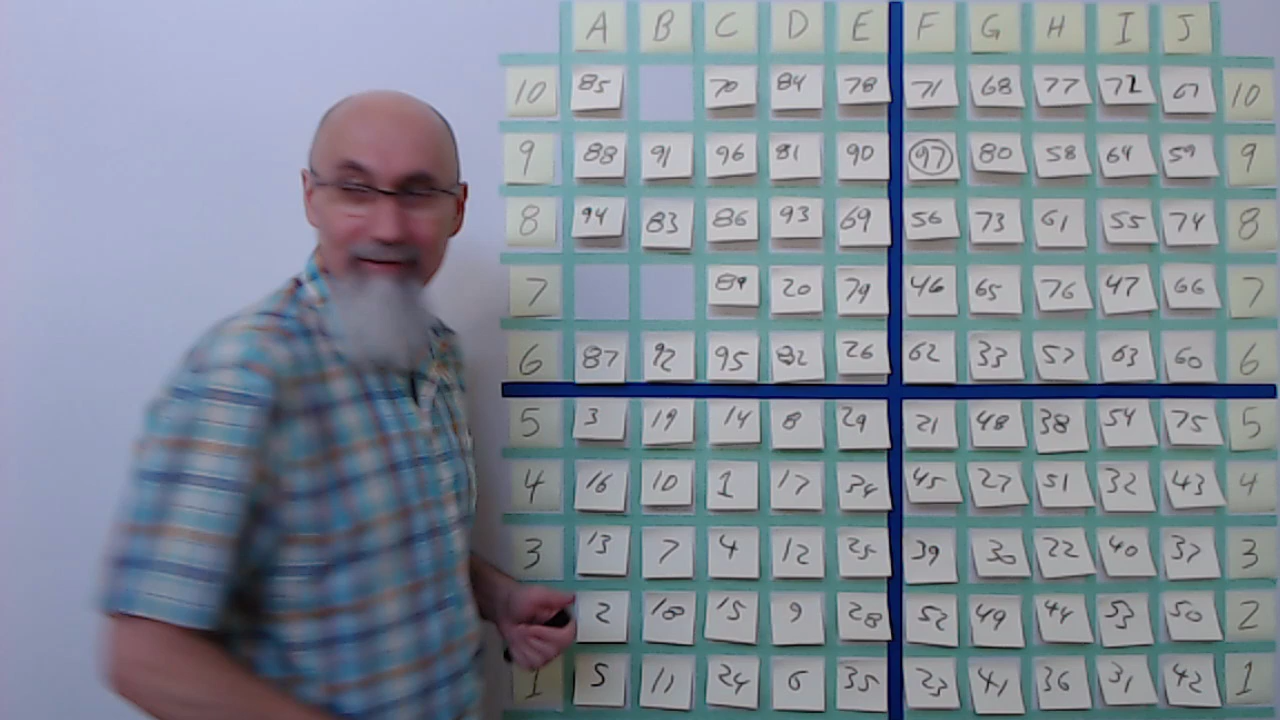 A B C D E F G H I J
10 85 70 84 78 71 68 77 72 67 10
9 88 91 96 81 90 97 80 58 64 59 9
8 94 83 86 93 69 56 73 61 55 74 8
7 89 20 79 46 65 76 47 66 7
6 87 92 95 82 26 62 33 57 63 60 6
5 3 19 14 8 29 21 48 38 54 75 5
4 16 10 1 17 34 45 27 51 32 43 4
3 13 7 4 12 25 39 30 22 40 37 3
2 18 15 9 28 52 49 44 53 50 2
1 5 11 24 6 35 23 41 36 31 42 1